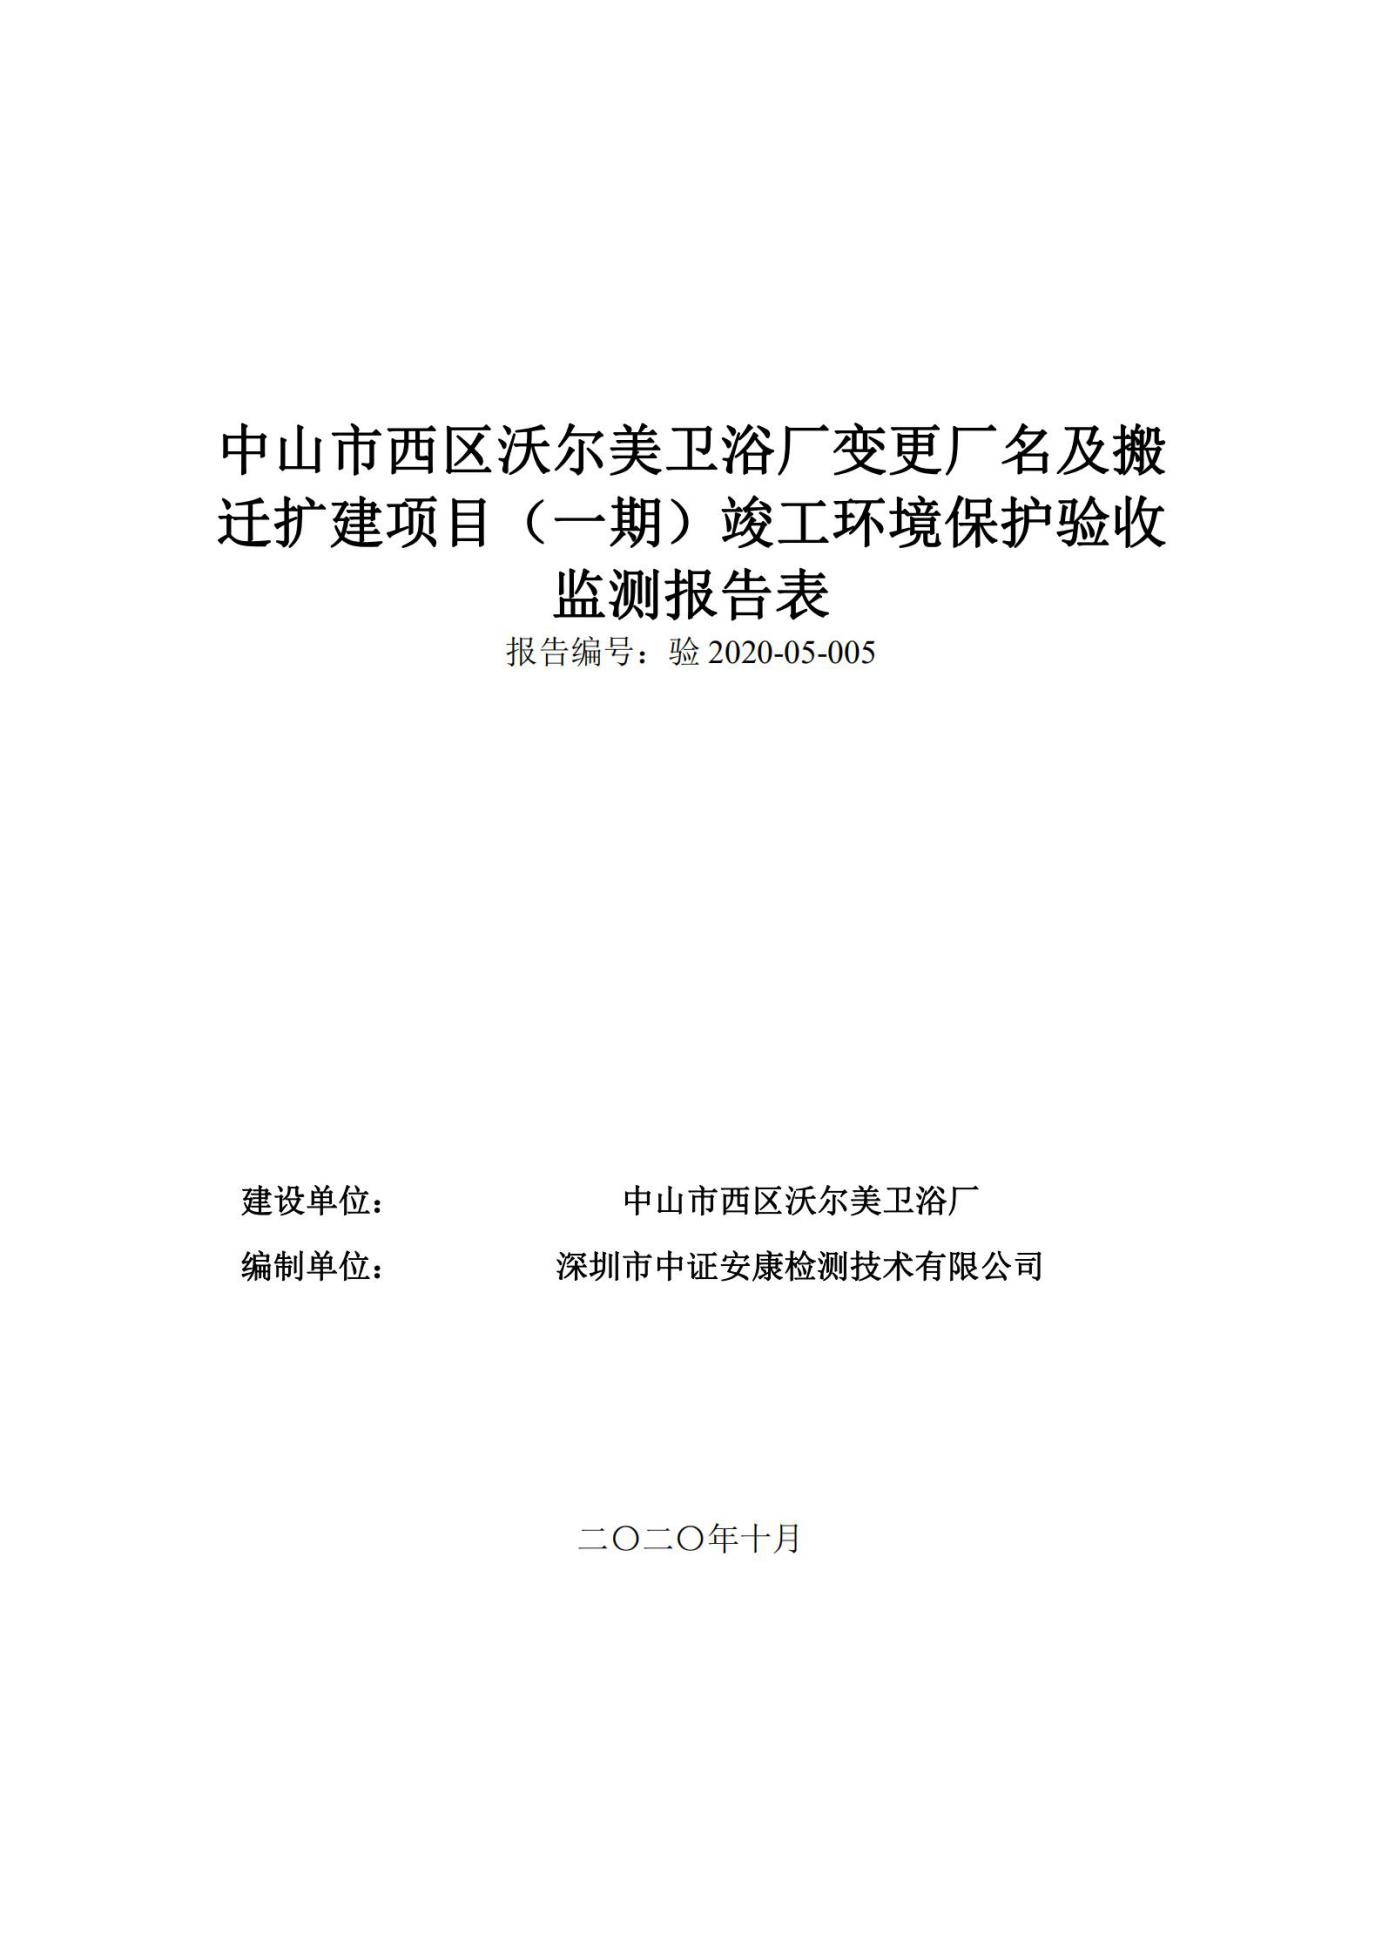 中山市西区沃尔美卫浴厂变更厂名及搬
迁扩建项目（一期）竣工环境保护验收
监测报告表
报告编号：验 2020-05-005
建设单位： 中山市西区沃尔美卫浴厂
编制单位： 深圳市中证安康检测技术有限公司
二〇二〇年十月